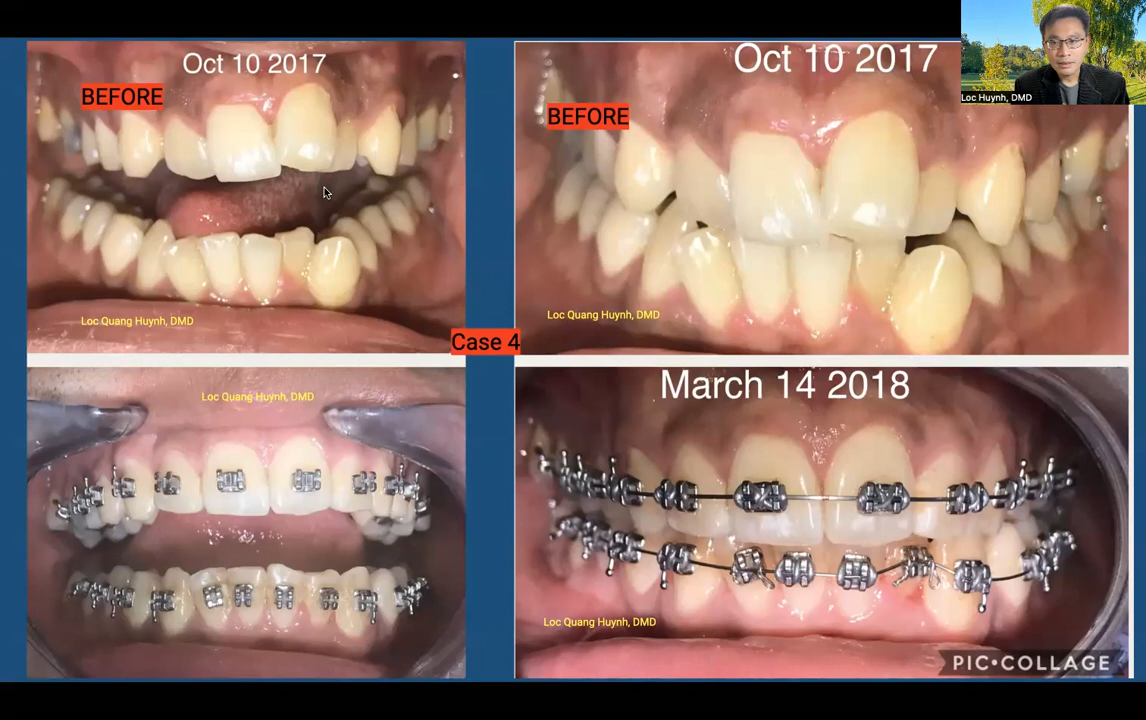 Oct 10 2017
BEFORE
Loc Quang Huynh, DMD
Oct 10 2017
BEFORE
Loc Quang Huynh, DMD
Loc Huynh, DMD
Case 4
Loc Quang Huynh, DMD
March 14 2018
Loc Quang Huynh, DMD
PIC•COLLAGE